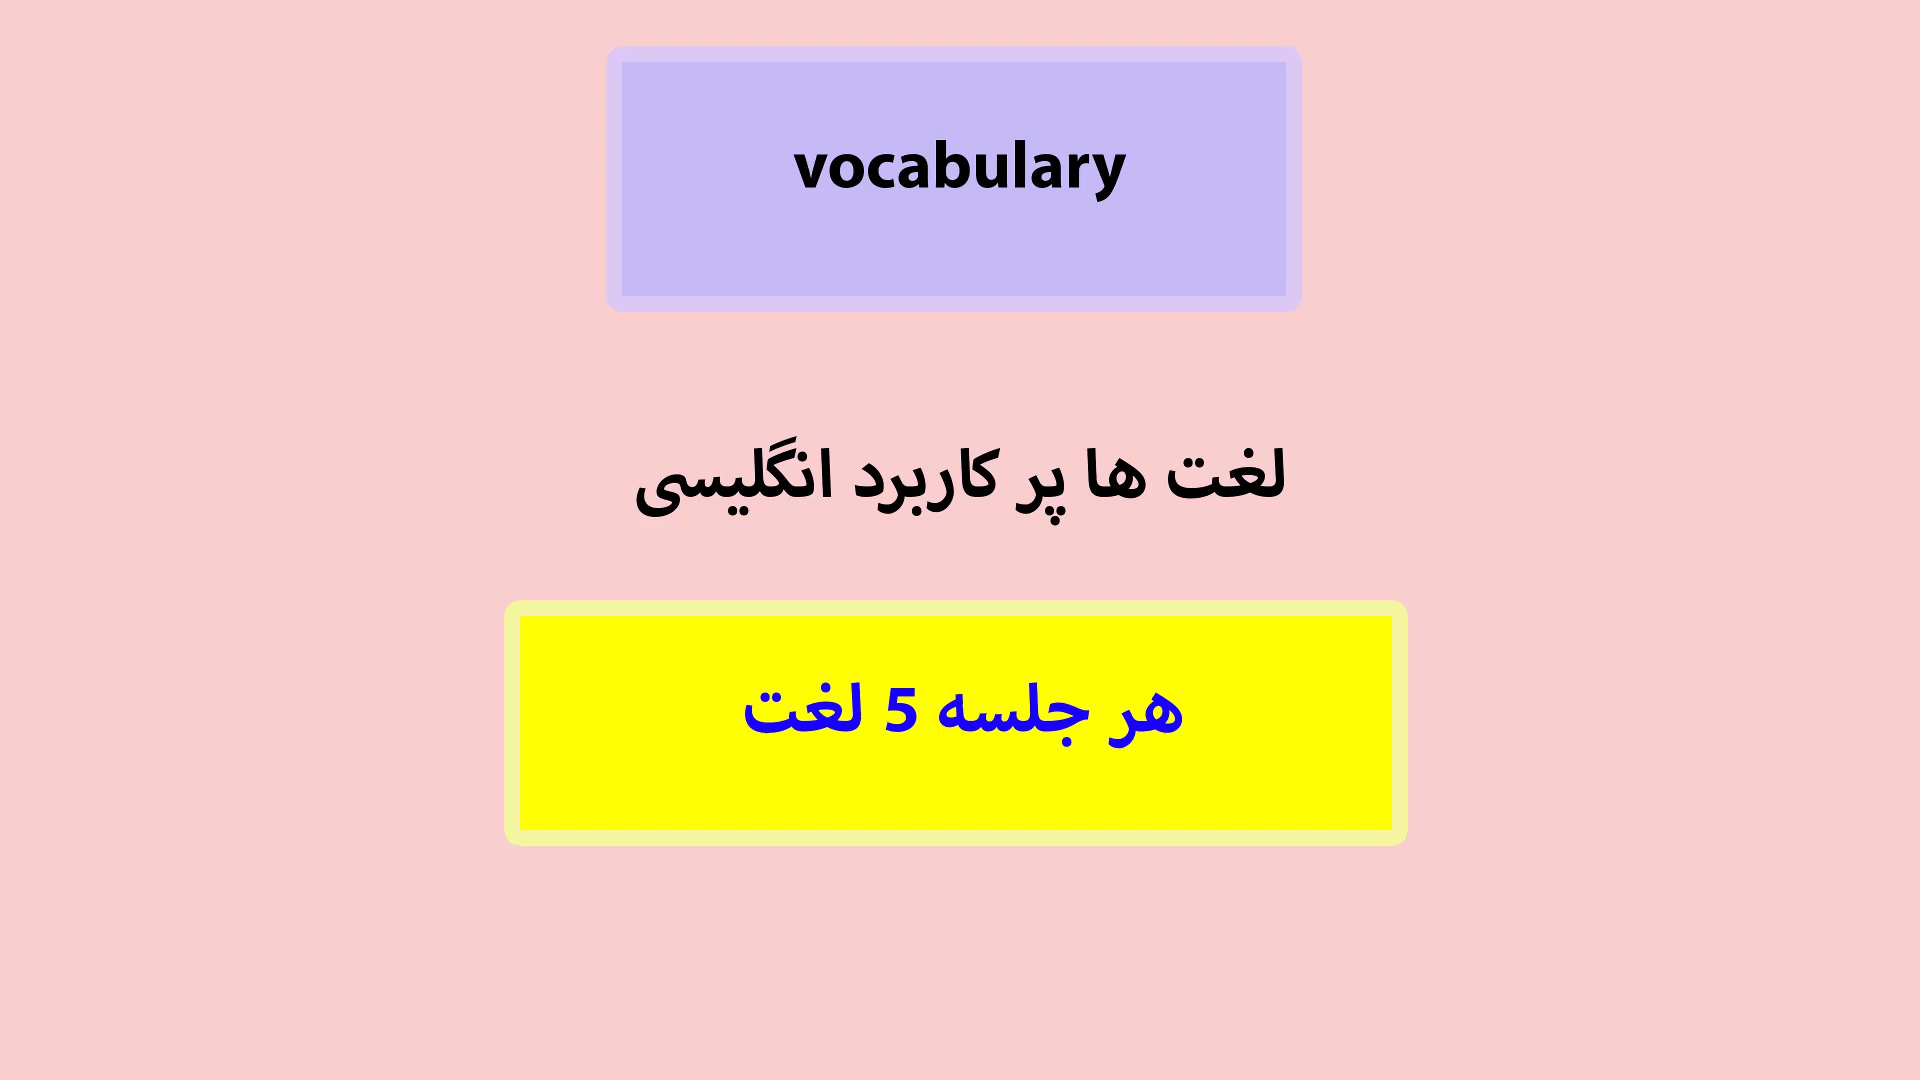 vocabulary
لغت ها پر کاربرد انگلیسی
هر جلسه 5 لغت